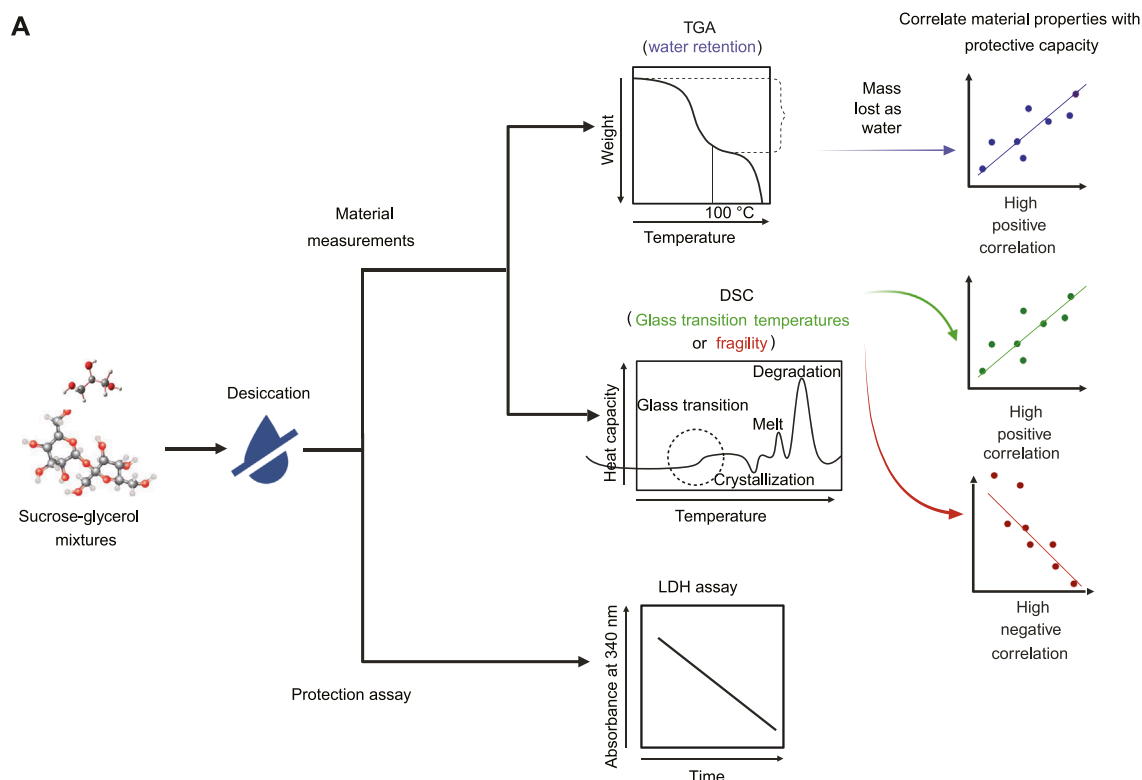 A
TGA
(water retention)
Weight
100 °C
Temperature
Mass
lost as
water
Correlate material properties with
protective capacity
High
positive
correlation
Material
measurements
DSC
(Glass transition temperatures
or fragility)
Heat capacity
Degradation
Glass transition
Melt
Crystallization
Temperature
High
positive
correlation
High
negative
correlation
Desiccation
Sucrose-glycerol
mixtures
Protection assay
LDH assay
Absorbance at 340 nm
Time